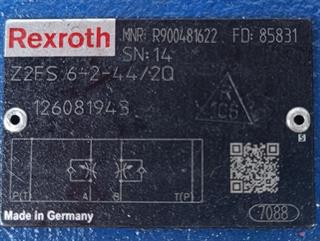 Rexroth
MNR: R900481622 FD: 85831
SN: 14
Z2FS 6-2-44/2Q
126081943
P(T) A B T(P)
Made in Germany
7088